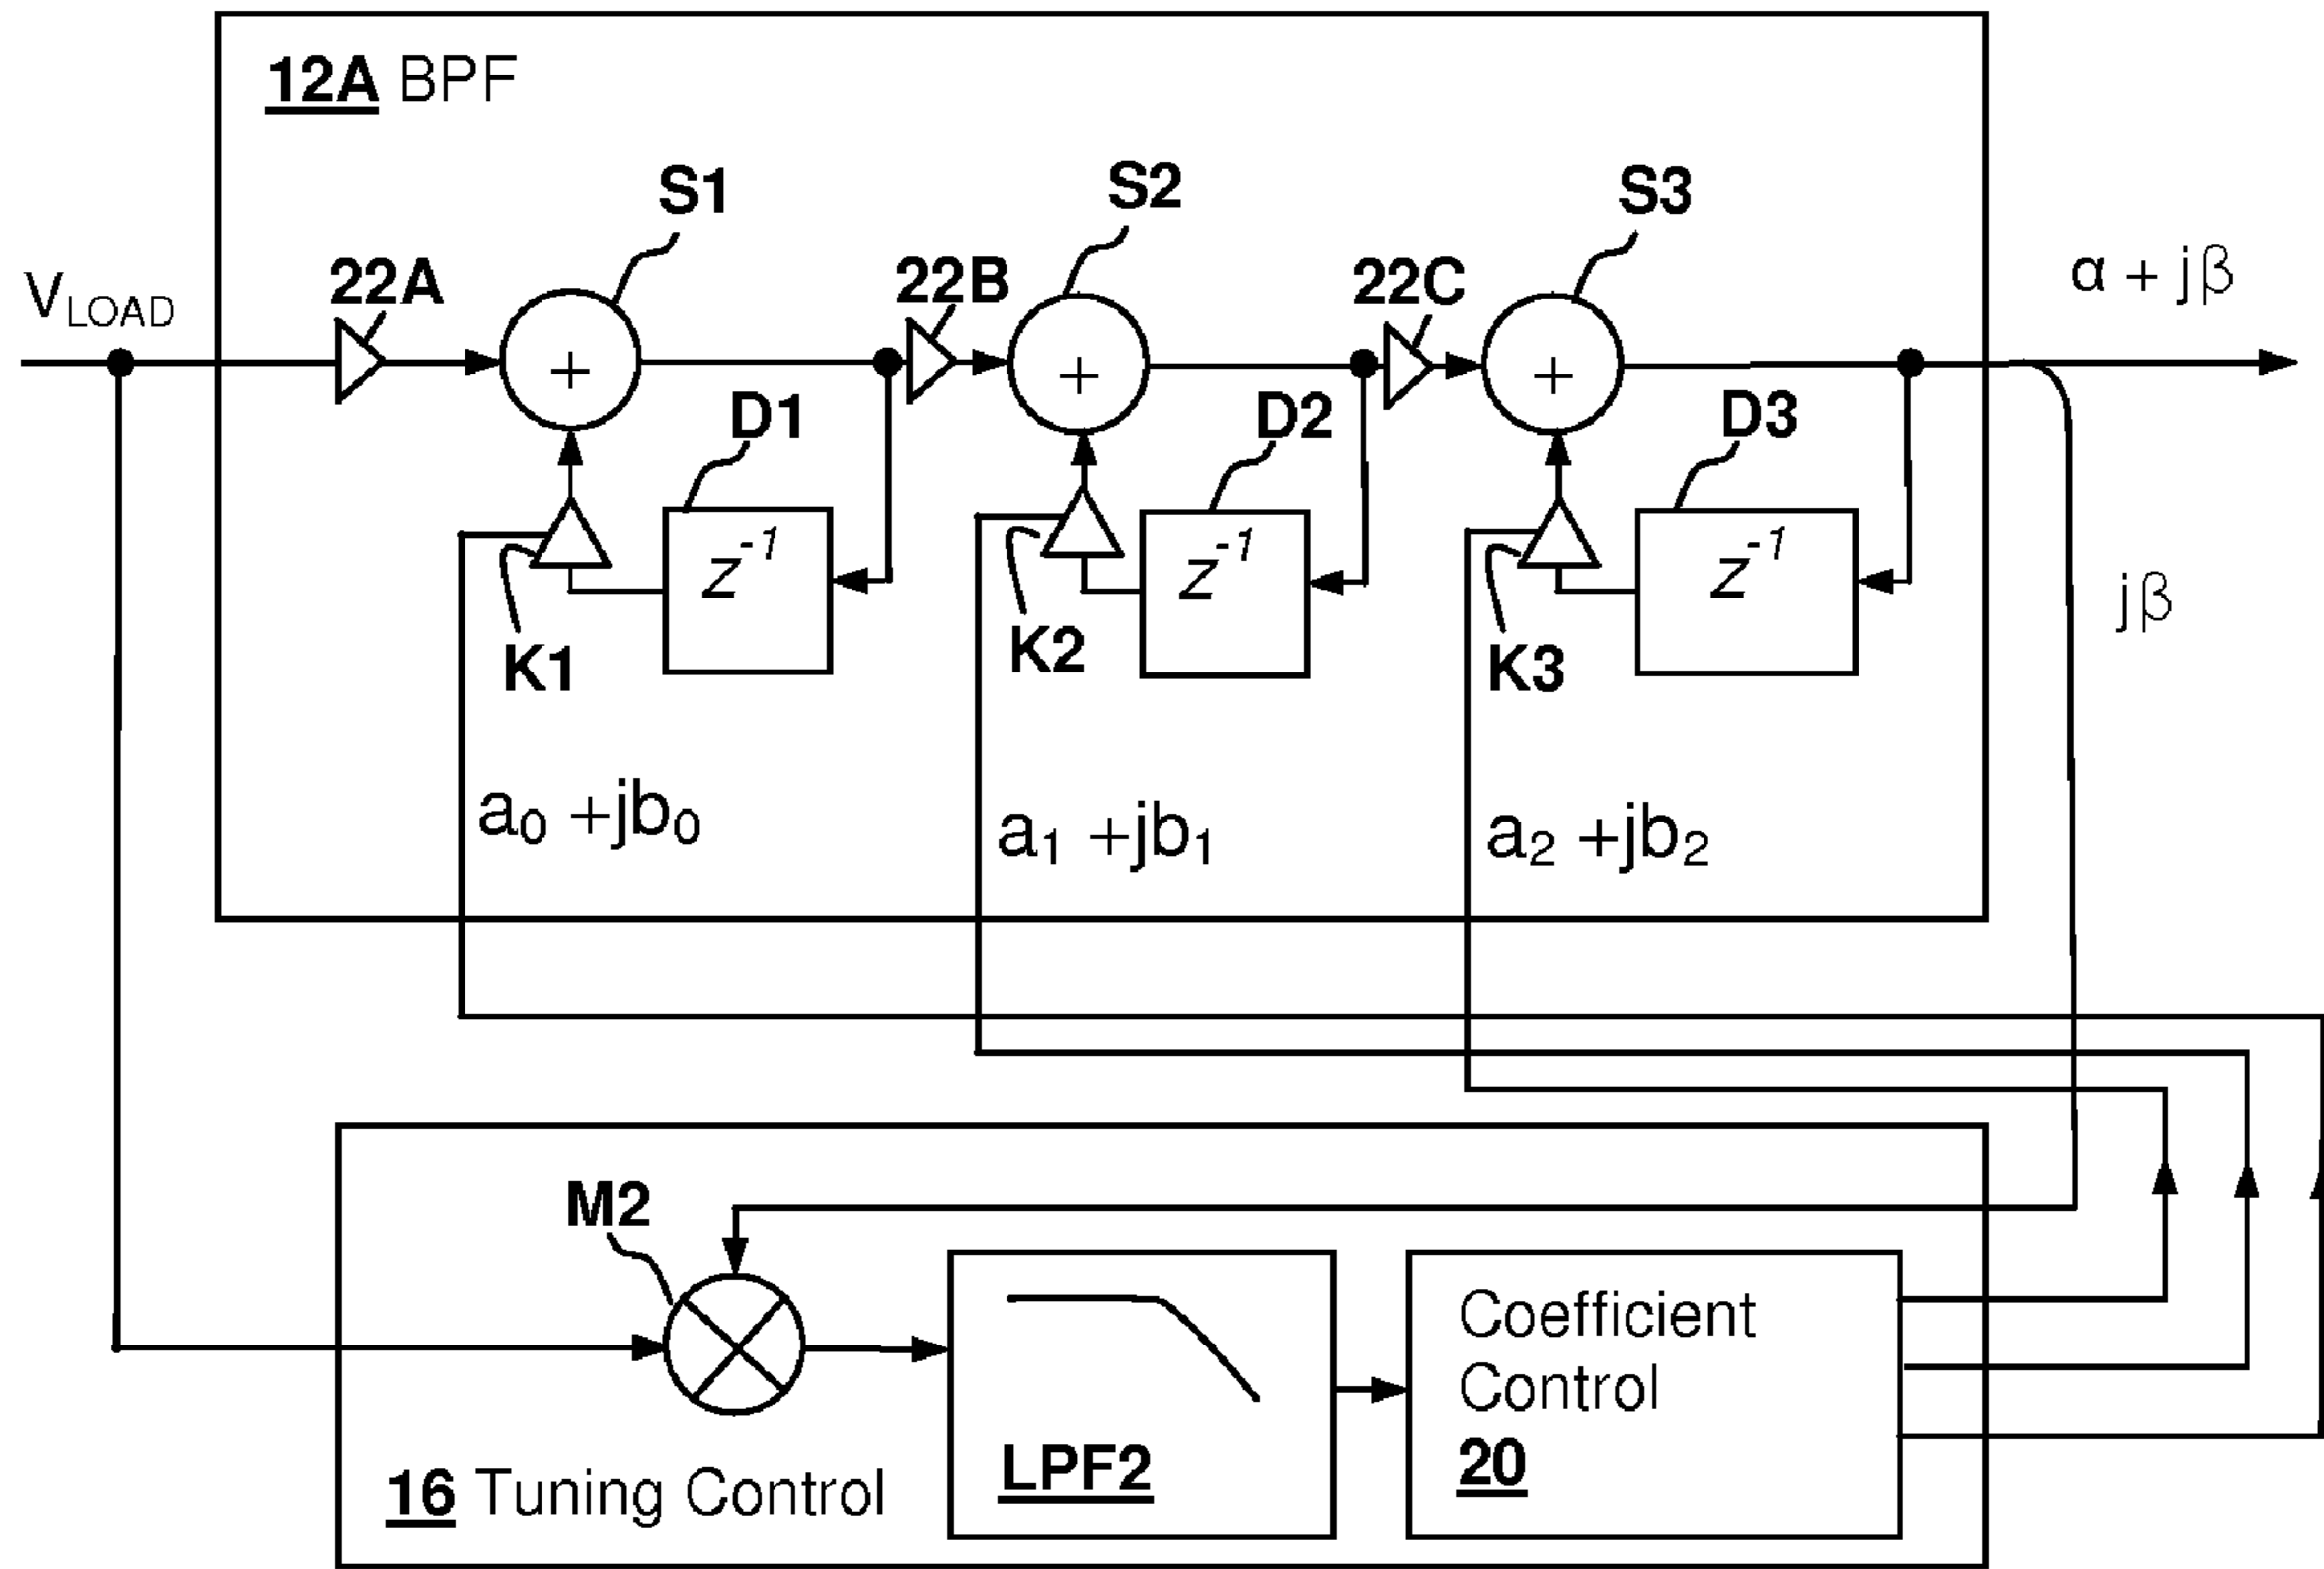 12A BPF
S1
S2
S3
V_LOAD
22A
22B
22C
α + jβ
+
+
+
D1
D2
D3
z^-1
z^-1
z^-1
jβ
K1
K2
K3
a₀ +jb₀
a₁ +jb₁
a₂ +jb₂
M2
Coefficient
Control
20
LPF2
16 Tuning Control